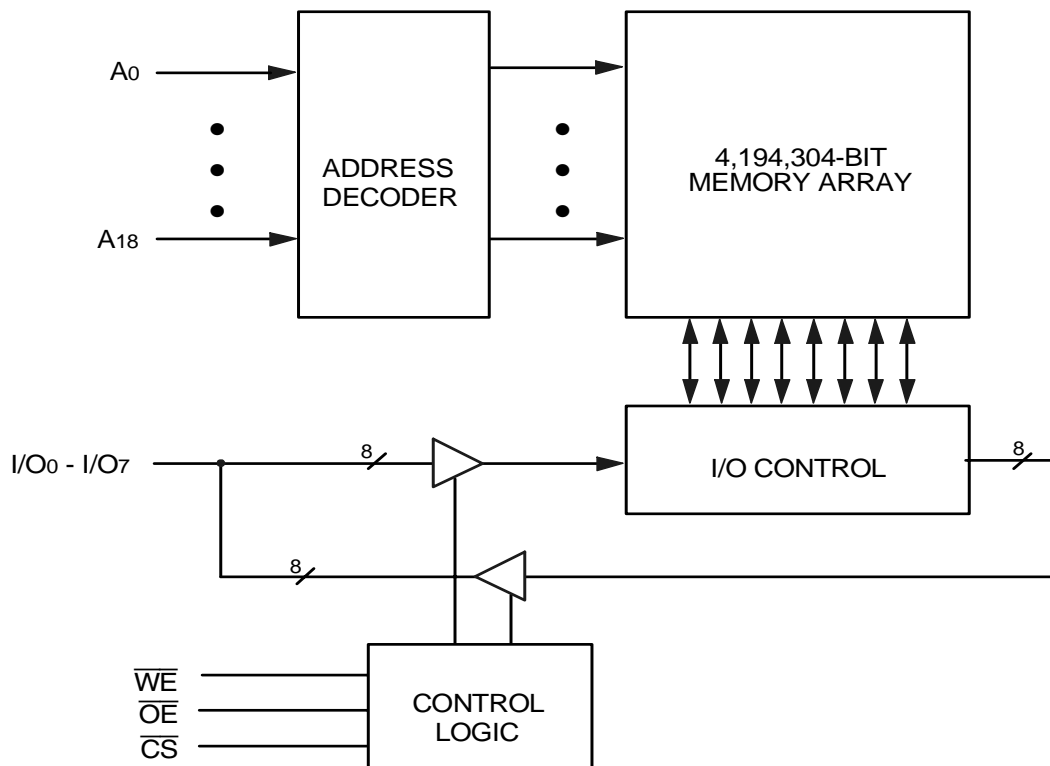 A0
ADDRESS
DECODER
4,194,304-BIT
MEMORY ARRAY
A18
I/O0 - I/O7
8
I/O CONTROL
8
8
WE
OE
CS
CONTROL
LOGIC